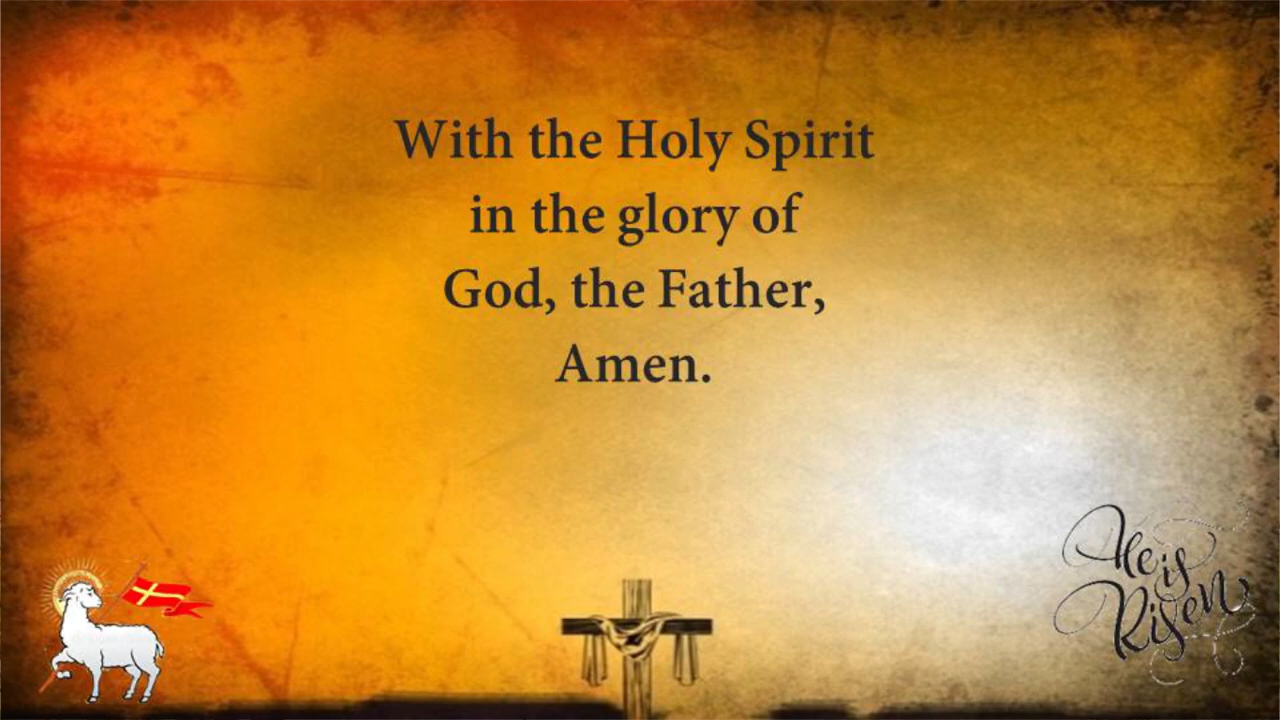 With the Holy Spirit
in the glory of
God, the Father,
Amen.
He is
Risen